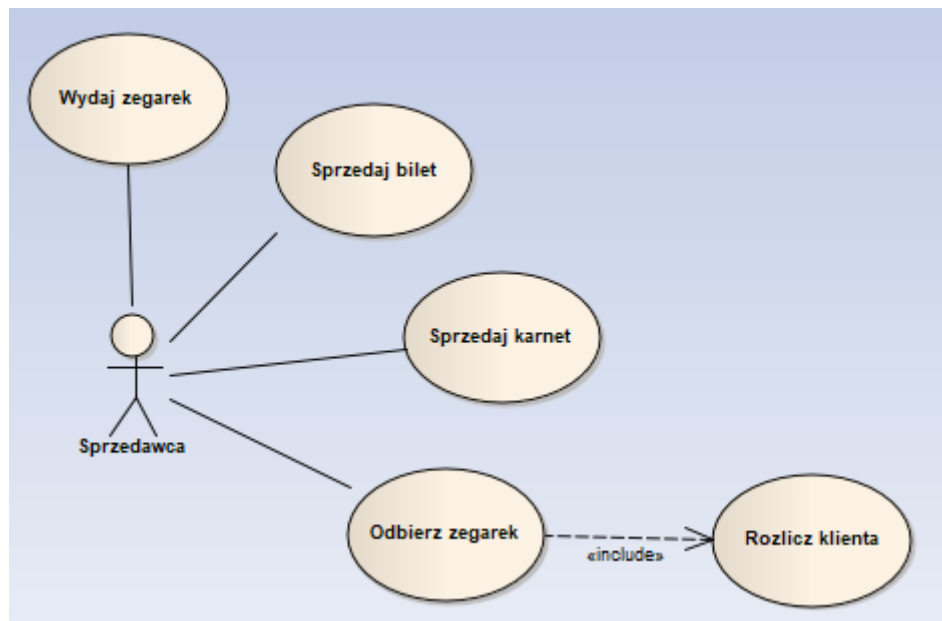 Wydaj zegarek
Sprzedaj bilet
Sprzedaj karnet
Sprzedawca
Odbierz zegarek
«include»
Rozlicz klienta